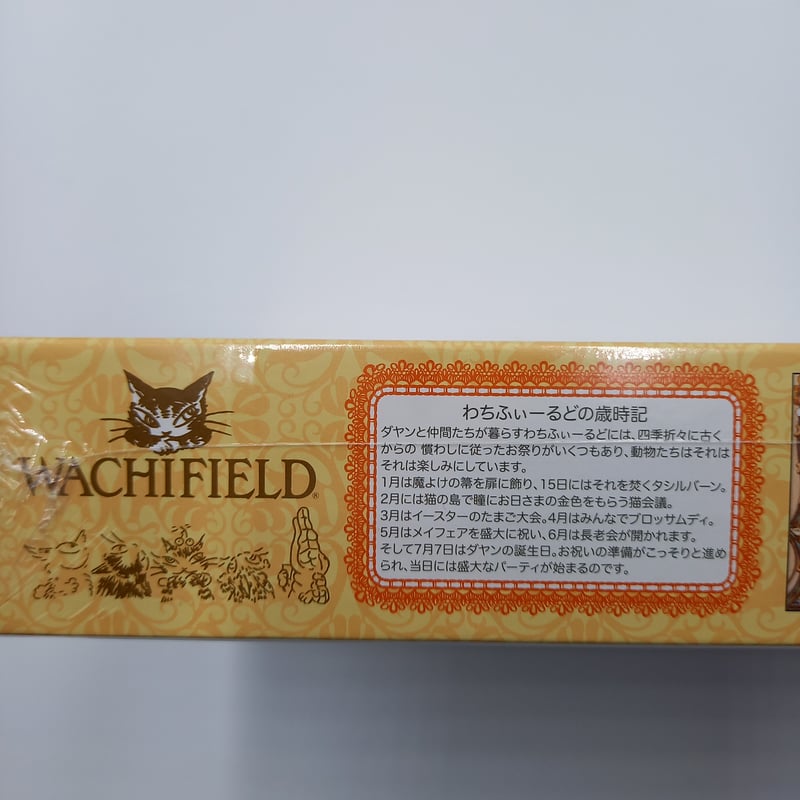 WACHIFIELD®
わちふぃーるどの歳時記
ダヤンと仲間たちが暮らすわちふぃーるどには、四季折々に古く
からの 慣わしに従ったお祭りがいくつもあり、動物たちはそれは
それは楽しみにしています。
1月は魔よけの箒を扉に飾り、15日にはそれを焚くタシルバーン。
2月には猫の島で瞳にお日さまの金色をもらう猫会議。
3月はイースターのたまご大会。4月はみんなでブロッサムディ。
5月はメイフェアを盛大に祝い、6月は長老会が開かれます。
そして7月7日はダヤンの誕生日。お祝いの準備がこっそりと進め
られ、当日には盛大なパーティが始まるのです。